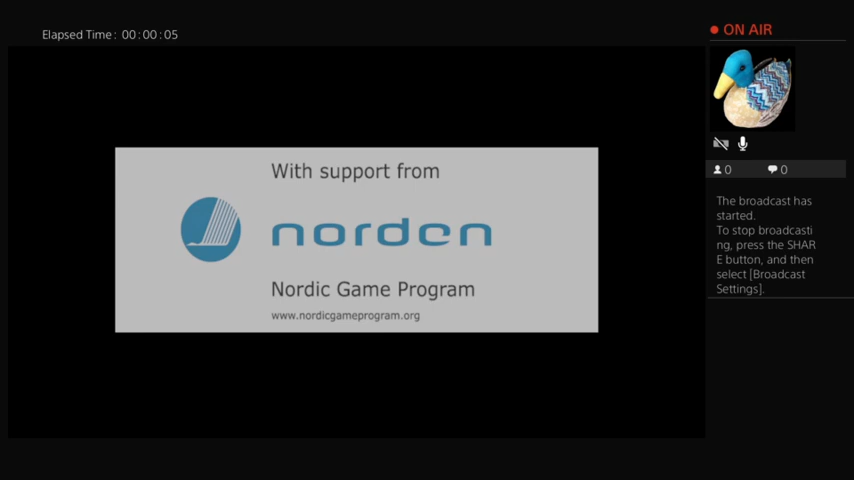 Elapsed Time: 00:00:05
ON AIR
0 0
With support from
norden
Nordic Game Program
www.nordicgameprogram.org
The broadcast has
started.
To stop broadcasti
ng, press the SHAR
E button, and then
select [Broadcast
Settings].